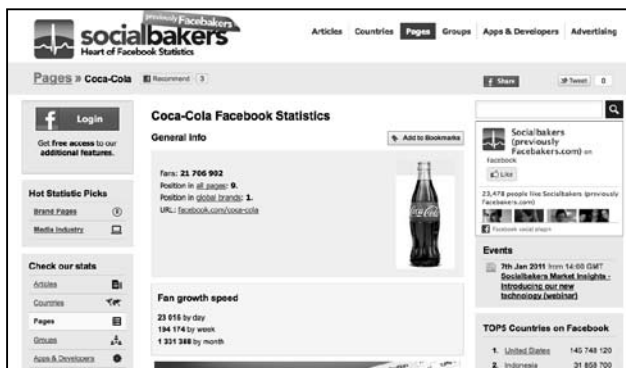 previously Facebakers
socialbakers
Heart of Facebook Statistics
Articles Countries Pages Groups Apps & Developers Advertising
Pages » Coca-Cola Recommend 3
Share Tweet 0
Login
Get free access to our
additional features.
Hot Statistic Picks
Brand Pages
Media Industry
Check our stats
Articles
Countries
Pages
Groups
Apps & Developers
Coca-Cola Facebook Statistics
General Info
Add to Bookmarks
Fans: 21 706 902
Position in all pages: 9.
Position in global brands: 1.
URL: facebook.com/coca-cola
Coca-Cola
Fan growth speed
23 015 by day
194 174 by week
1 331 388 by month
Socialbakers
(previously
Facebakers.com) on
Facebook
Like
23,478 people like Socialbakers (previously
Facebakers.com)
Facebook social plugin
Events
7th Jan 2011 from 14:00 GMT
Socialbakers Market Insights -
Introducing our new
technology (webinar)
TOP5 Countries on Facebook
1. United States 145 748 120
2. Indonesia 31 858 700